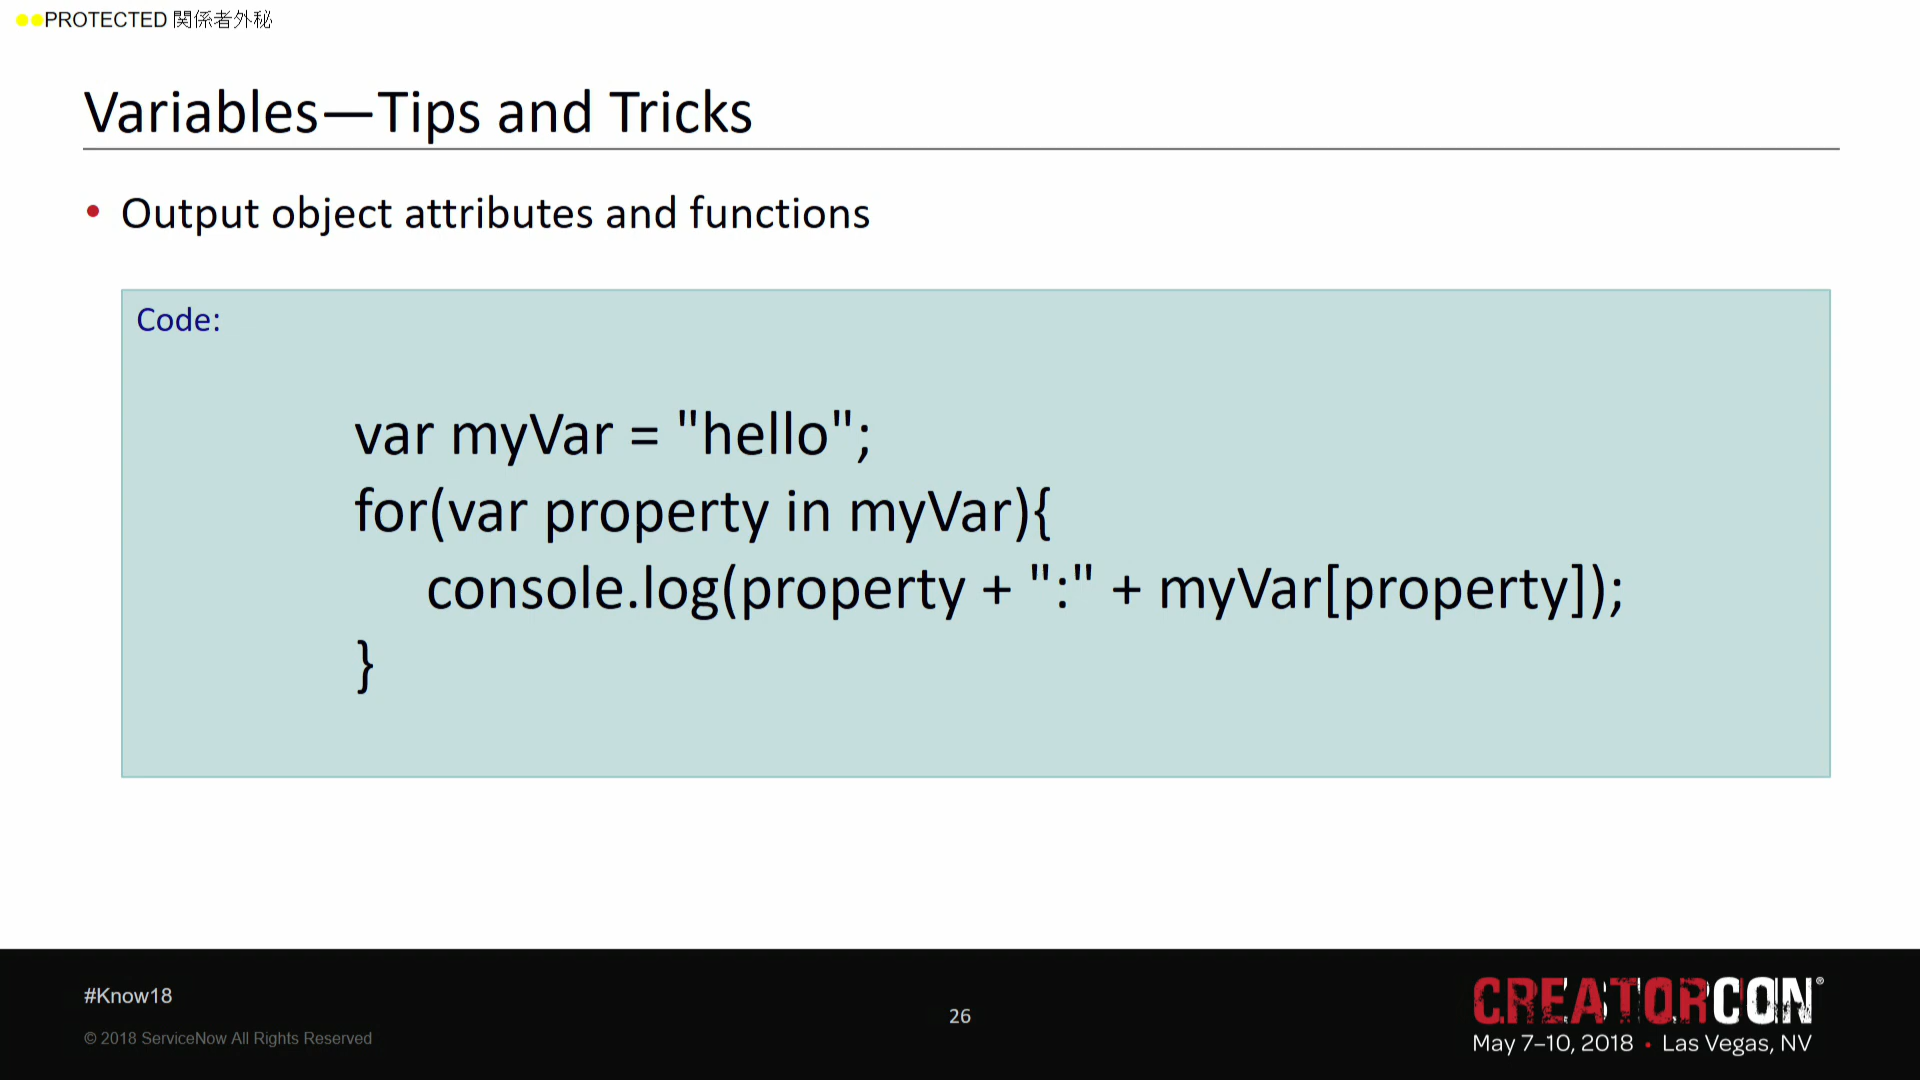 PROTECTED 関係者外秘
Variables—Tips and Tricks
• Output object attributes and functions
Code:
var myVar = "hello";
for(var property in myVar){
console.log(property + ":" + myVar[property]);
}
#Know18
© 2018 ServiceNow All Rights Reserved
26
CREATORCON®
May 7–10, 2018 • Las Vegas, NV